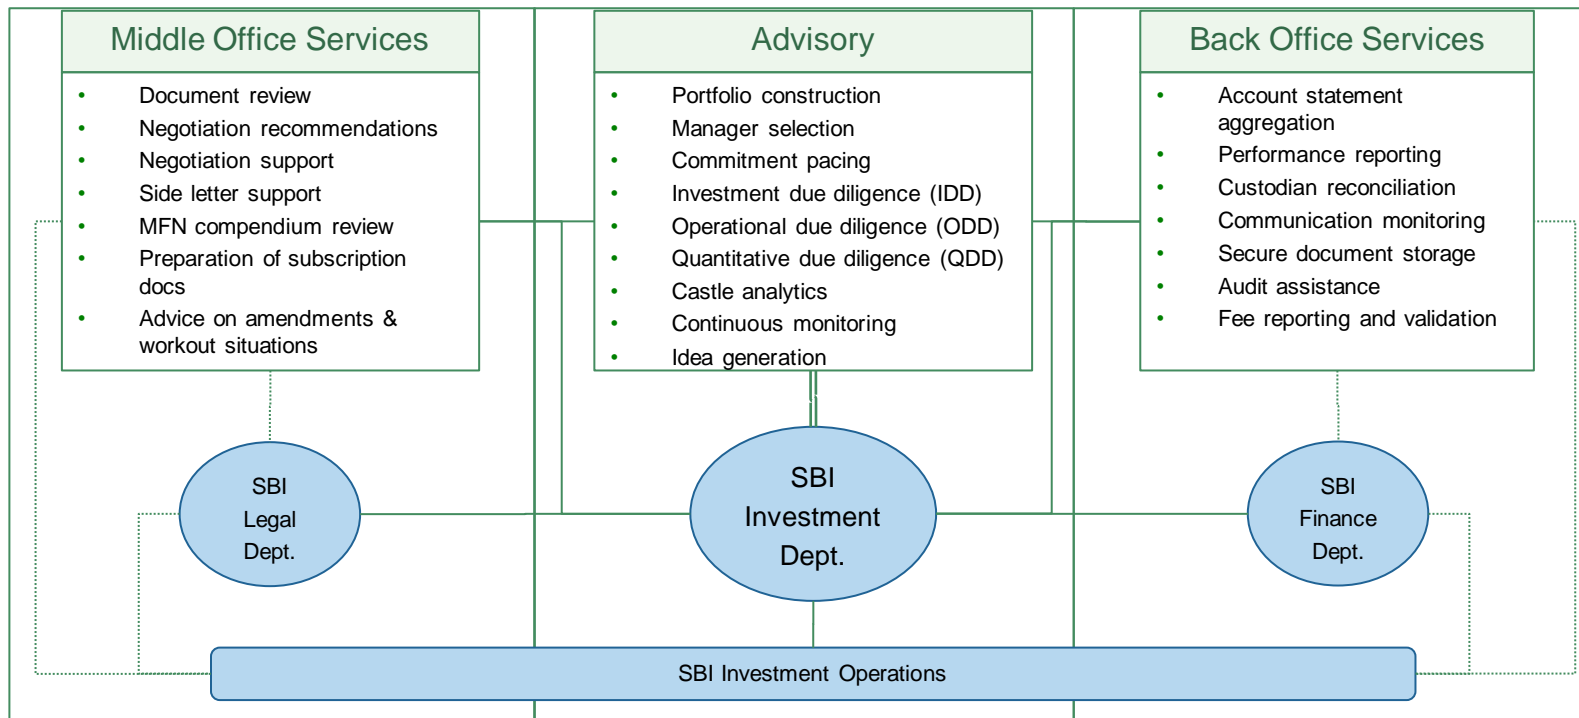 Middle Office Services
• Document review
• Negotiation recommendations
• Negotiation support
• Side letter support
• MFN compendium review
• Preparation of subscription
docs
• Advice on amendments &
workout situations
Advisory
• Portfolio construction
• Manager selection
• Commitment pacing
• Investment due diligence (IDD)
• Operational due diligence (ODD)
• Quantitative due diligence (QDD)
• Castle analytics
• Continuous monitoring
• Idea generation
Back Office Services
• Account statement
aggregation
• Performance reporting
• Custodian reconciliation
• Communication monitoring
• Secure document storage
• Audit assistance
• Fee reporting and validation
SBI
Legal
Dept.
SBI
Investment
Dept.
SBI
Finance
Dept.
SBI Investment Operations